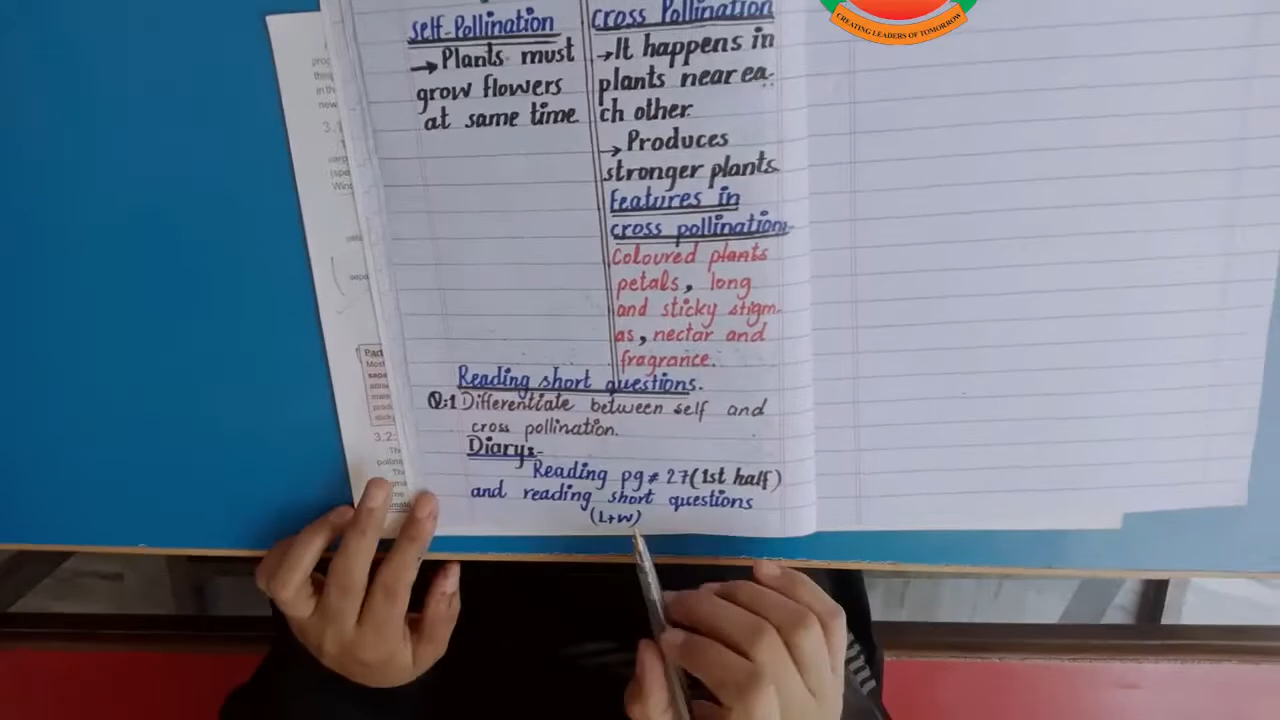 CREATING LEADERS OF TOMORROW
Self-Pollination
→ Plants must
grow flowers
at same time
Cross Pollination
→ It happens in
plants near ea
ch other.
→ Produces
stronger plants
Features in
cross pollination:-
Coloured plants
petals, long
and sticky stigm-
as, nectar and
fragrance.
Reading short questions.
Q:1 Differentiate between self and
cross pollination.
Diary:-
Reading pg # 27 (1st half)
and reading short questions
(L+W)
3.2: